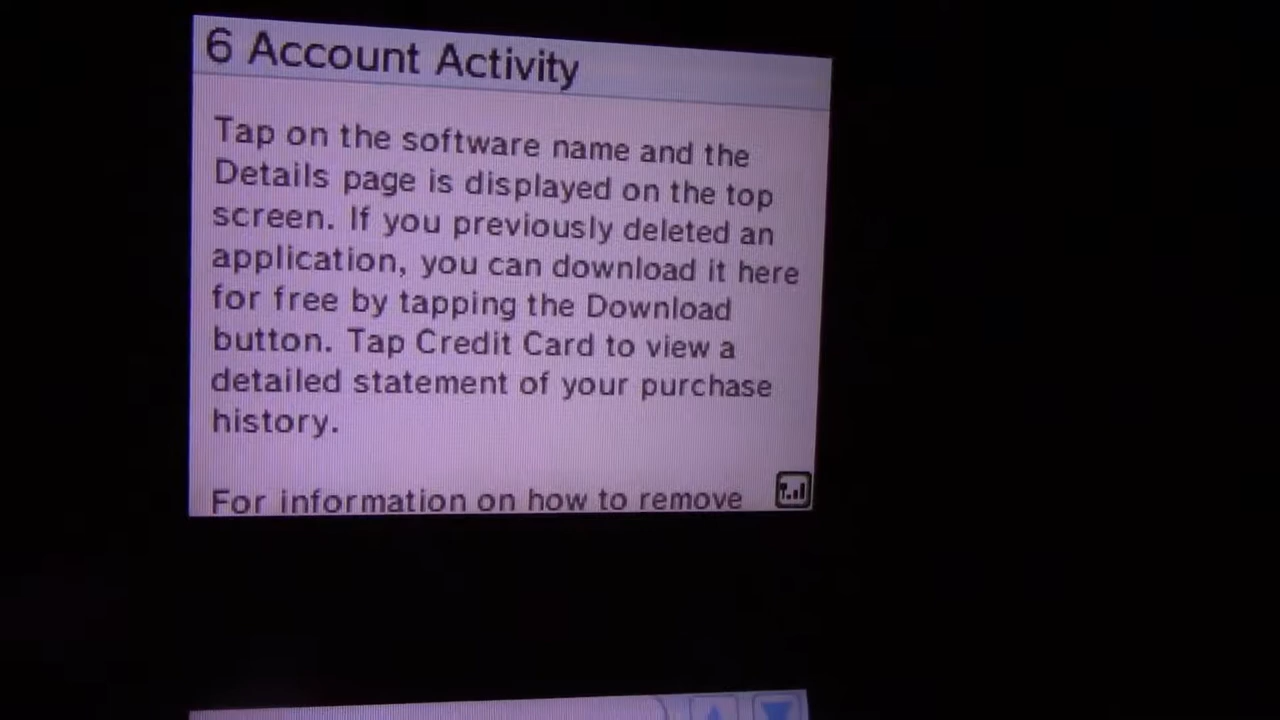 6 Account Activity
Tap on the software name and the
Details page is displayed on the top
screen. If you previously deleted an
application, you can download it here
for free by tapping the Download
button. Tap Credit Card to view a
detailed statement of your purchase
history.
For information on how to remove